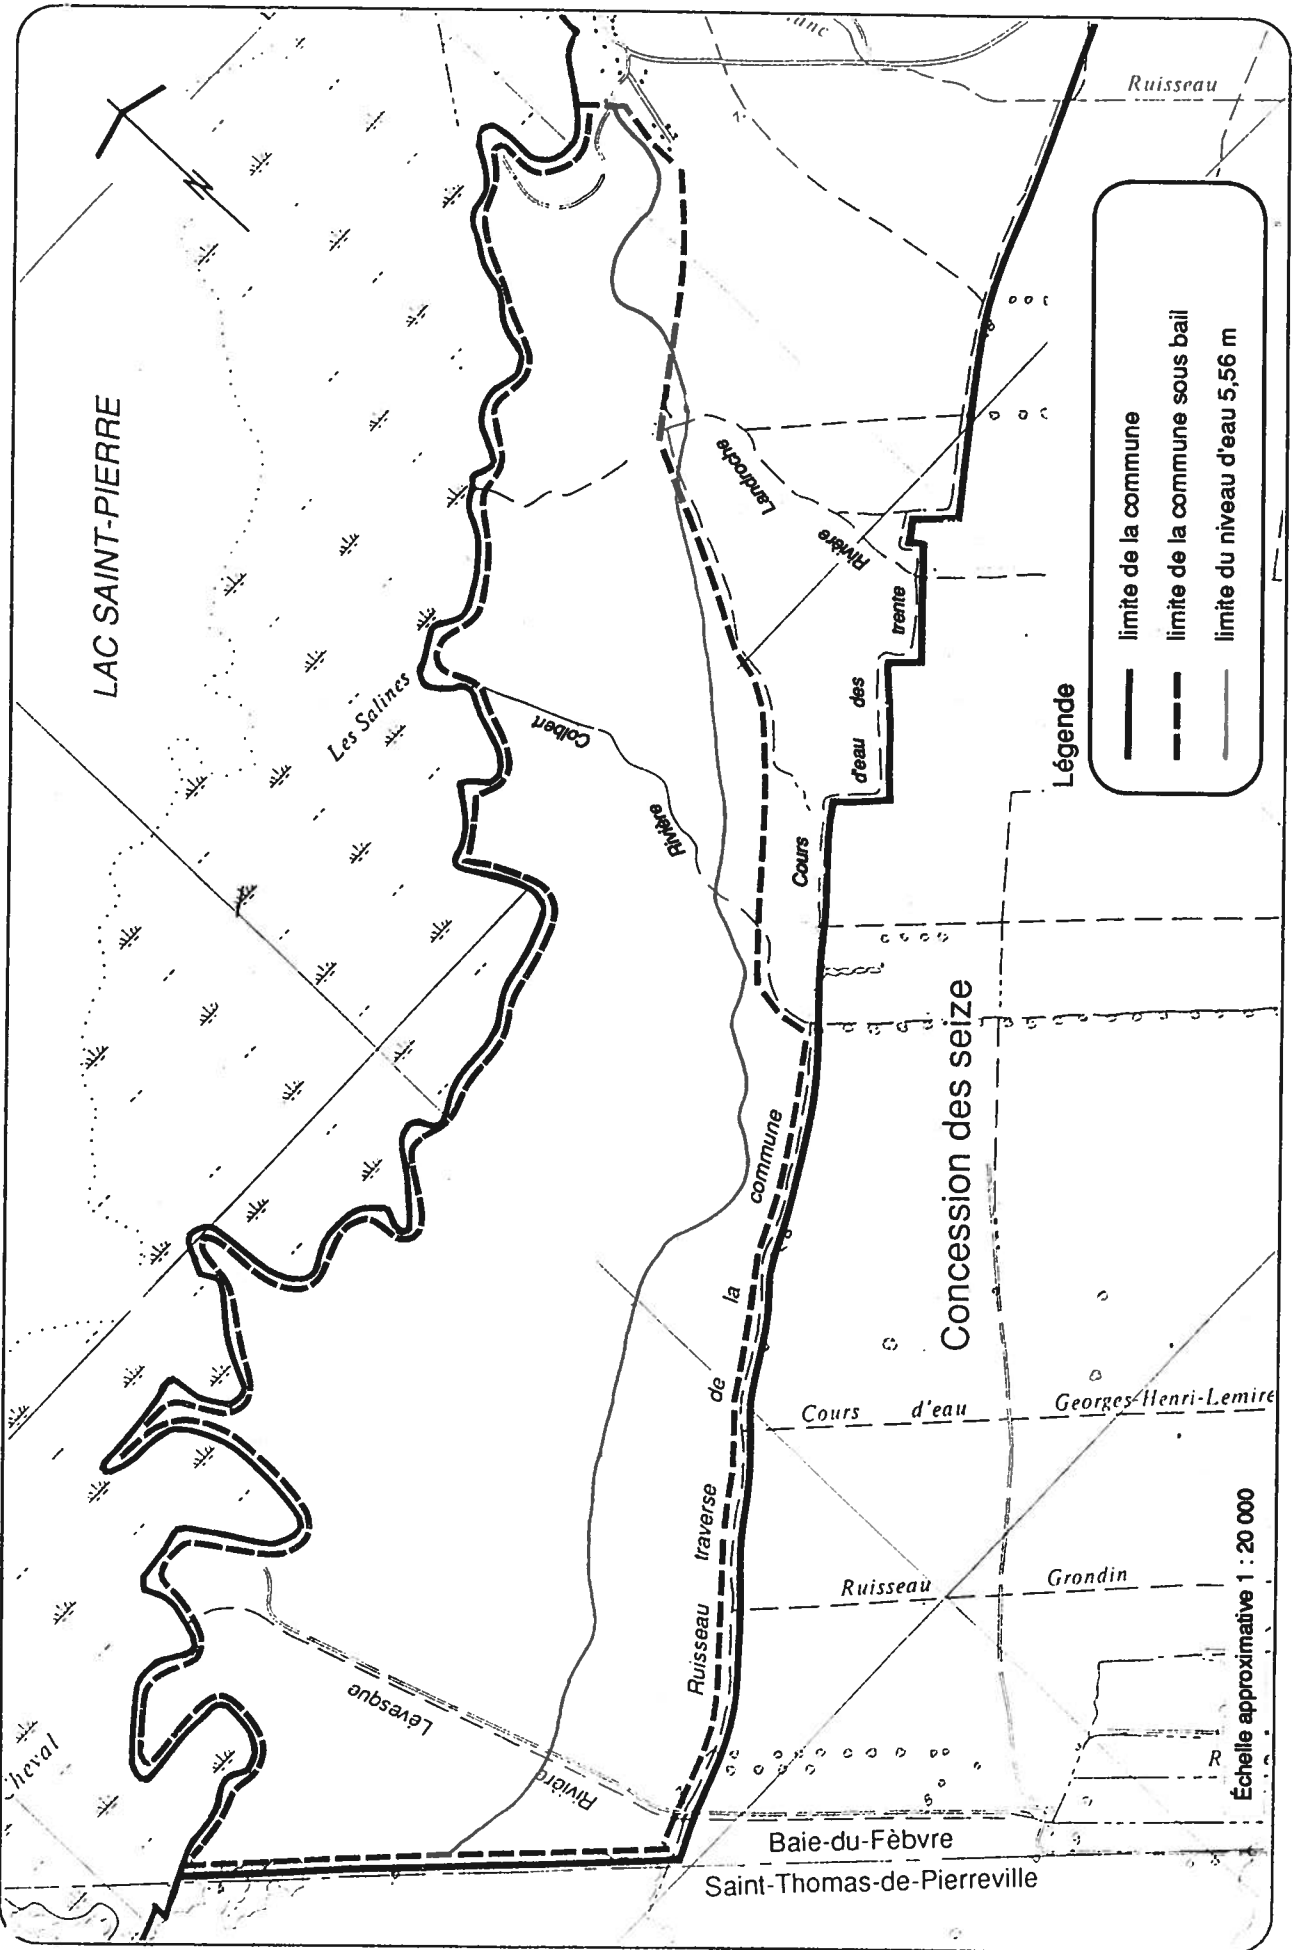 LAC SAINT-PIERRE
Les Salines
Ruisseau
Rivière Landroche
Rivière Colbert
Cours d'eau des trente
Ruisseau traverse de la commune
Concession des seize
Cours d'eau Georges-Henri-Lemire
Ruisseau Grondin
Rivière Lévesque
Baie-du-Fèbvre
Saint-Thomas-de-Pierreville
N
R
Légende
limite de la commune
limite de la commune sous bail
limite du niveau d'eau 5,56 m
Échelle approximative 1 : 20 000